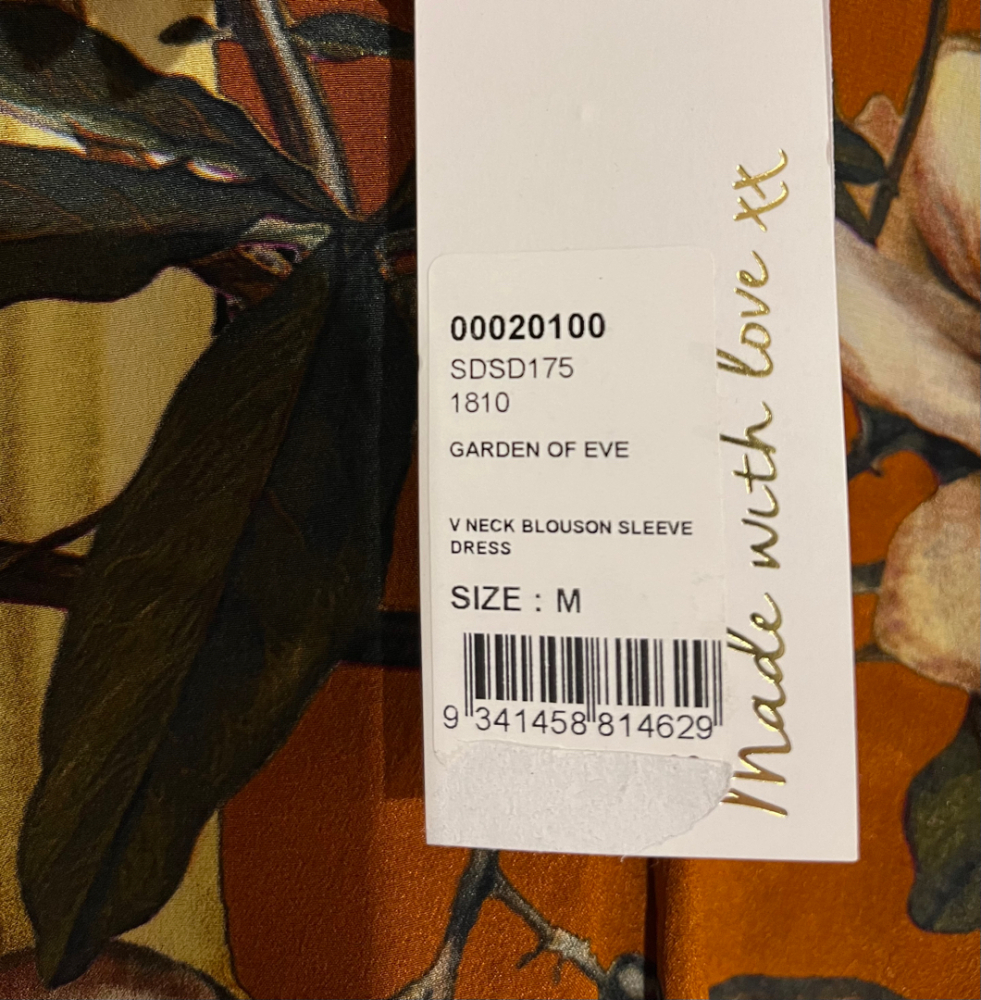 00020100
SDSD175
1810
GARDEN OF EVE
V NECK BLOUSON SLEEVE
DRESS
SIZE : M
9 341458 814629
Made with love xx